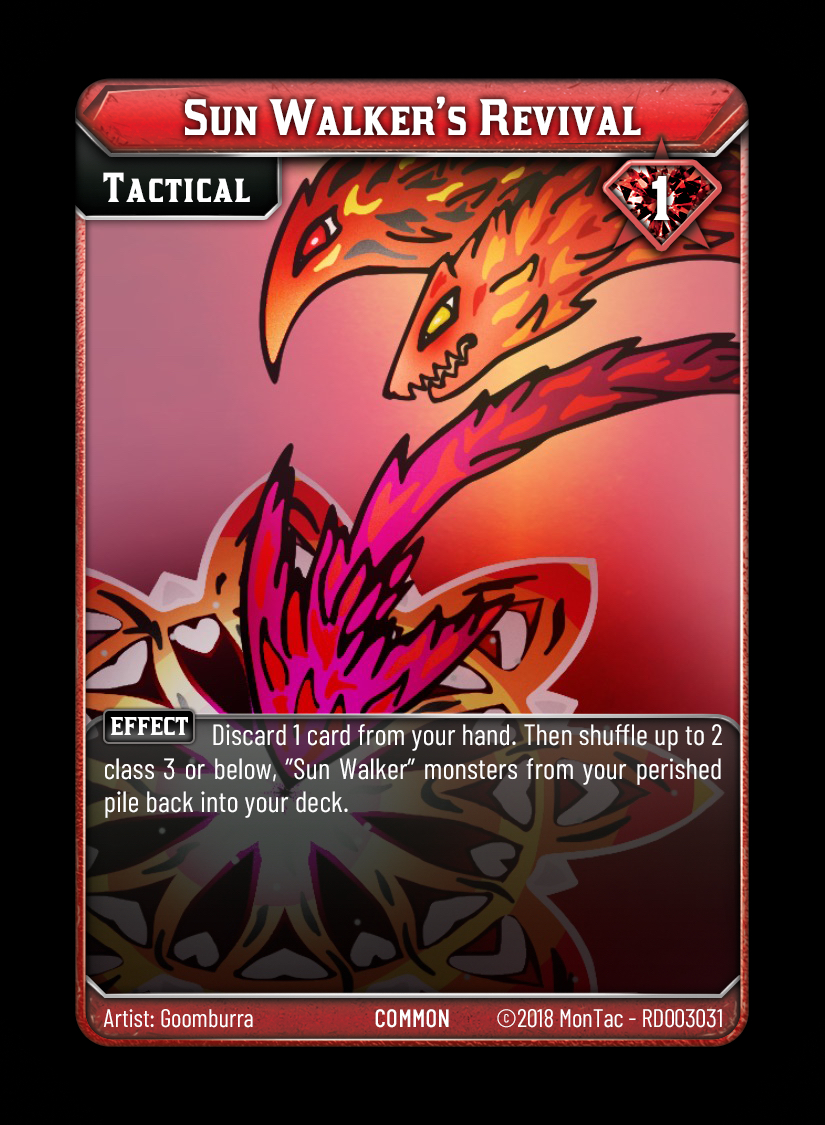 Sun Walker's Revival
Tactical
1
EFFECT Discard 1 card from your hand. Then shuffle up to 2
class 3 or below, "Sun Walker" monsters from your perished
pile back into your deck.
Artist: Goomburra COMMON ©2018 MonTac - RD003031